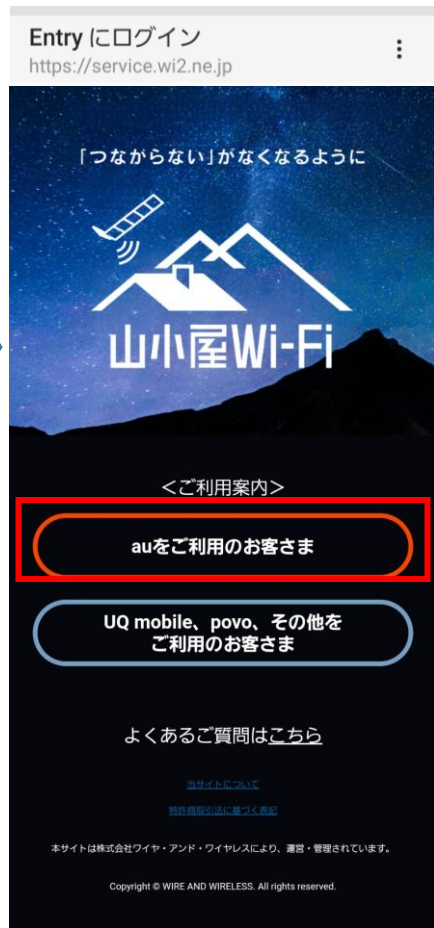 Entry にログイン
https://service.wi2.ne.jp
「つながらない」がなくなるように
山小屋Wi-Fi
＜ご利用案内＞
auをご利用のお客さま
UQ mobile、povo、その他を
ご利用のお客さま
よくあるご質問はこちら
当サイトについて
特定商取引法に基づく表記
本サイトは株式会社ワイヤ・アンド・ワイヤレスにより、運営・管理されています。
Copyright © WIRE AND WIRELESS. All rights reserved.